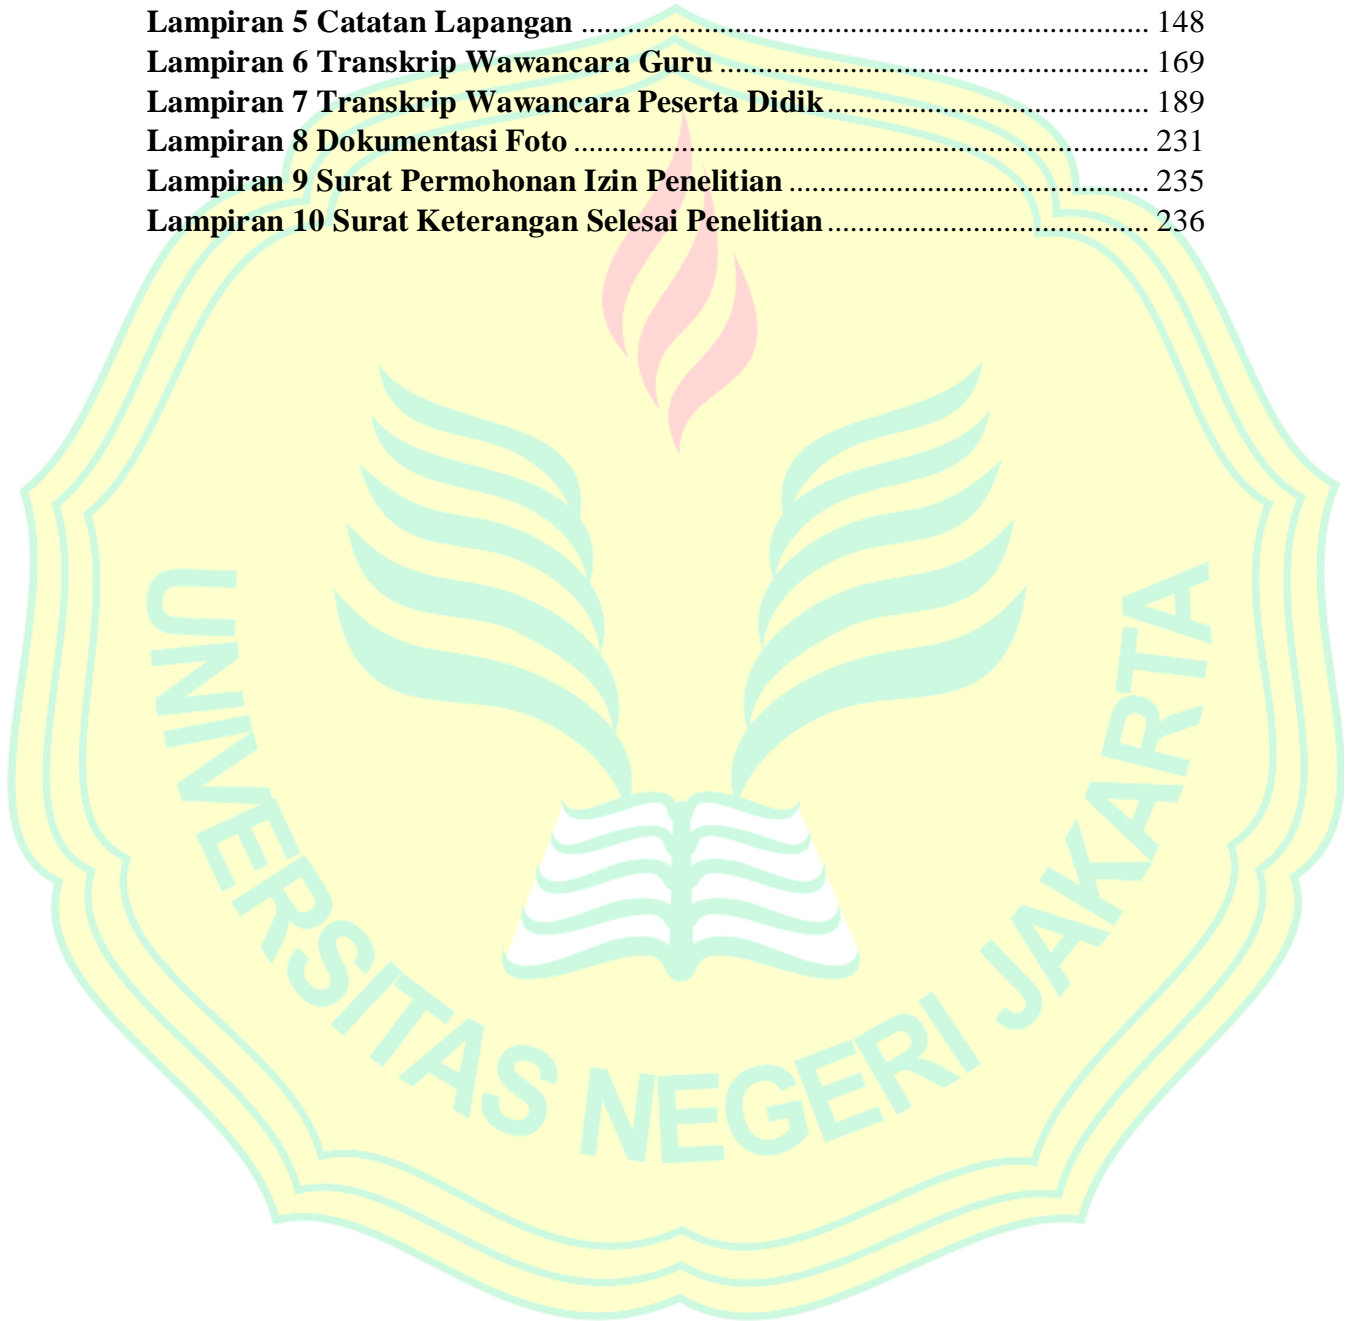 Lampiran 5 Catatan Lapangan ........................................................................ 148
Lampiran 6 Transkrip Wawancara Guru ....................................................... 169
Lampiran 7 Transkrip Wawancara Peserta Didik ......................................... 189
Lampiran 8 Dokumentasi Foto ......................................................................... 231
Lampiran 9 Surat Permohonan Izin Penelitian .............................................. 235
Lampiran 10 Surat Keterangan Selesai Penelitian ......................................... 236
UNIVERSITAS NEGERI JAKARTA